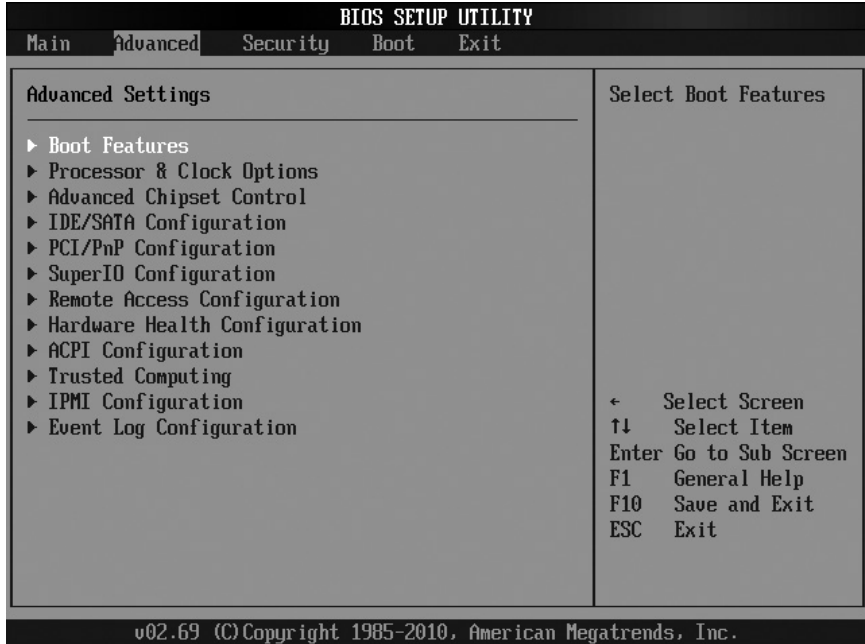 BIOS SETUP UTILITY
Main Advanced Security Boot Exit
Advanced Settings
▶ Boot Features
▶ Processor & Clock Options
▶ Advanced Chipset Control
▶ IDE/SATA Configuration
▶ PCI/PnP Configuration
▶ SuperIO Configuration
▶ Remote Access Configuration
▶ Hardware Health Configuration
▶ ACPI Configuration
▶ Trusted Computing
▶ IPMI Configuration
▶ Event Log Configuration
Select Boot Features
← Select Screen
↑↓ Select Item
Enter Go to Sub Screen
F1 General Help
F10 Save and Exit
ESC Exit
v02.69 (C)Copyright 1985-2010, American Megatrends, Inc.